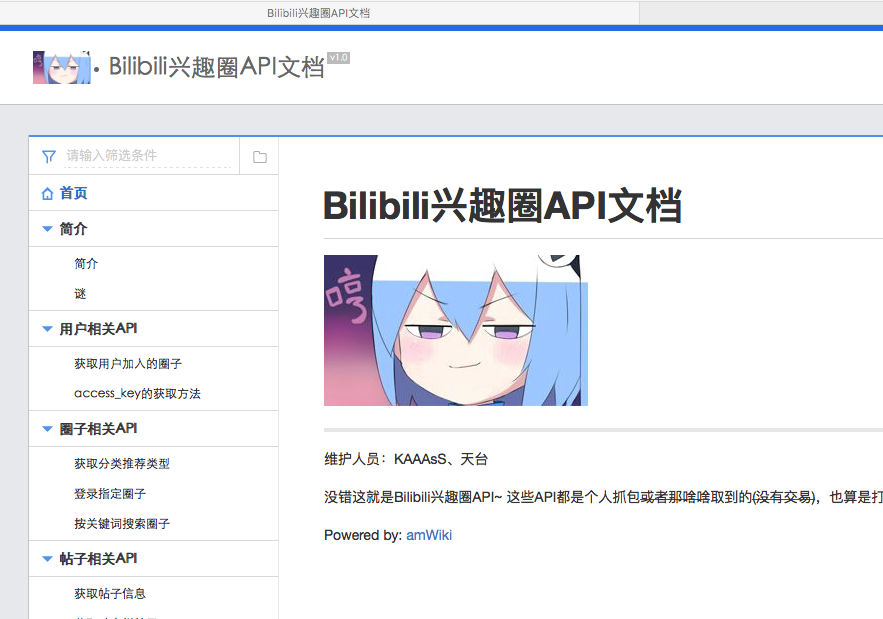 Bilibili兴趣圈API文档
Bilibili兴趣圈API文档 v1.0
请输入筛选条件
首页
简介
简介
谜
用户相关API
获取用户加入的圈子
access_key的获取方法
圈子相关API
获取分类推荐类型
登录指定圈子
按关键词搜索圈子
帖子相关API
获取帖子信息
Bilibili兴趣圈API文档
哼
维护人员：KAAAsS、天台
没错这就是Bilibili兴趣圈API~ 这些API都是个人抓包或者那啥啥取到的(没有交易)，也算是打
Powered by: amWiki